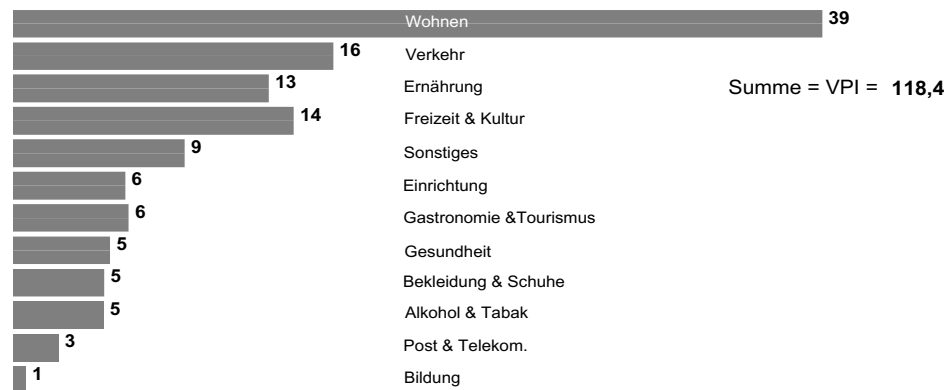 Wohnen 39
16 Verkehr
13 Ernährung Summe = VPI = 118,4
14 Freizeit & Kultur
9 Sonstiges
6 Einrichtung
6 Gastronomie &Tourismus
5 Gesundheit
5 Bekleidung & Schuhe
5 Alkohol & Tabak
3 Post & Telekom.
1 Bildung